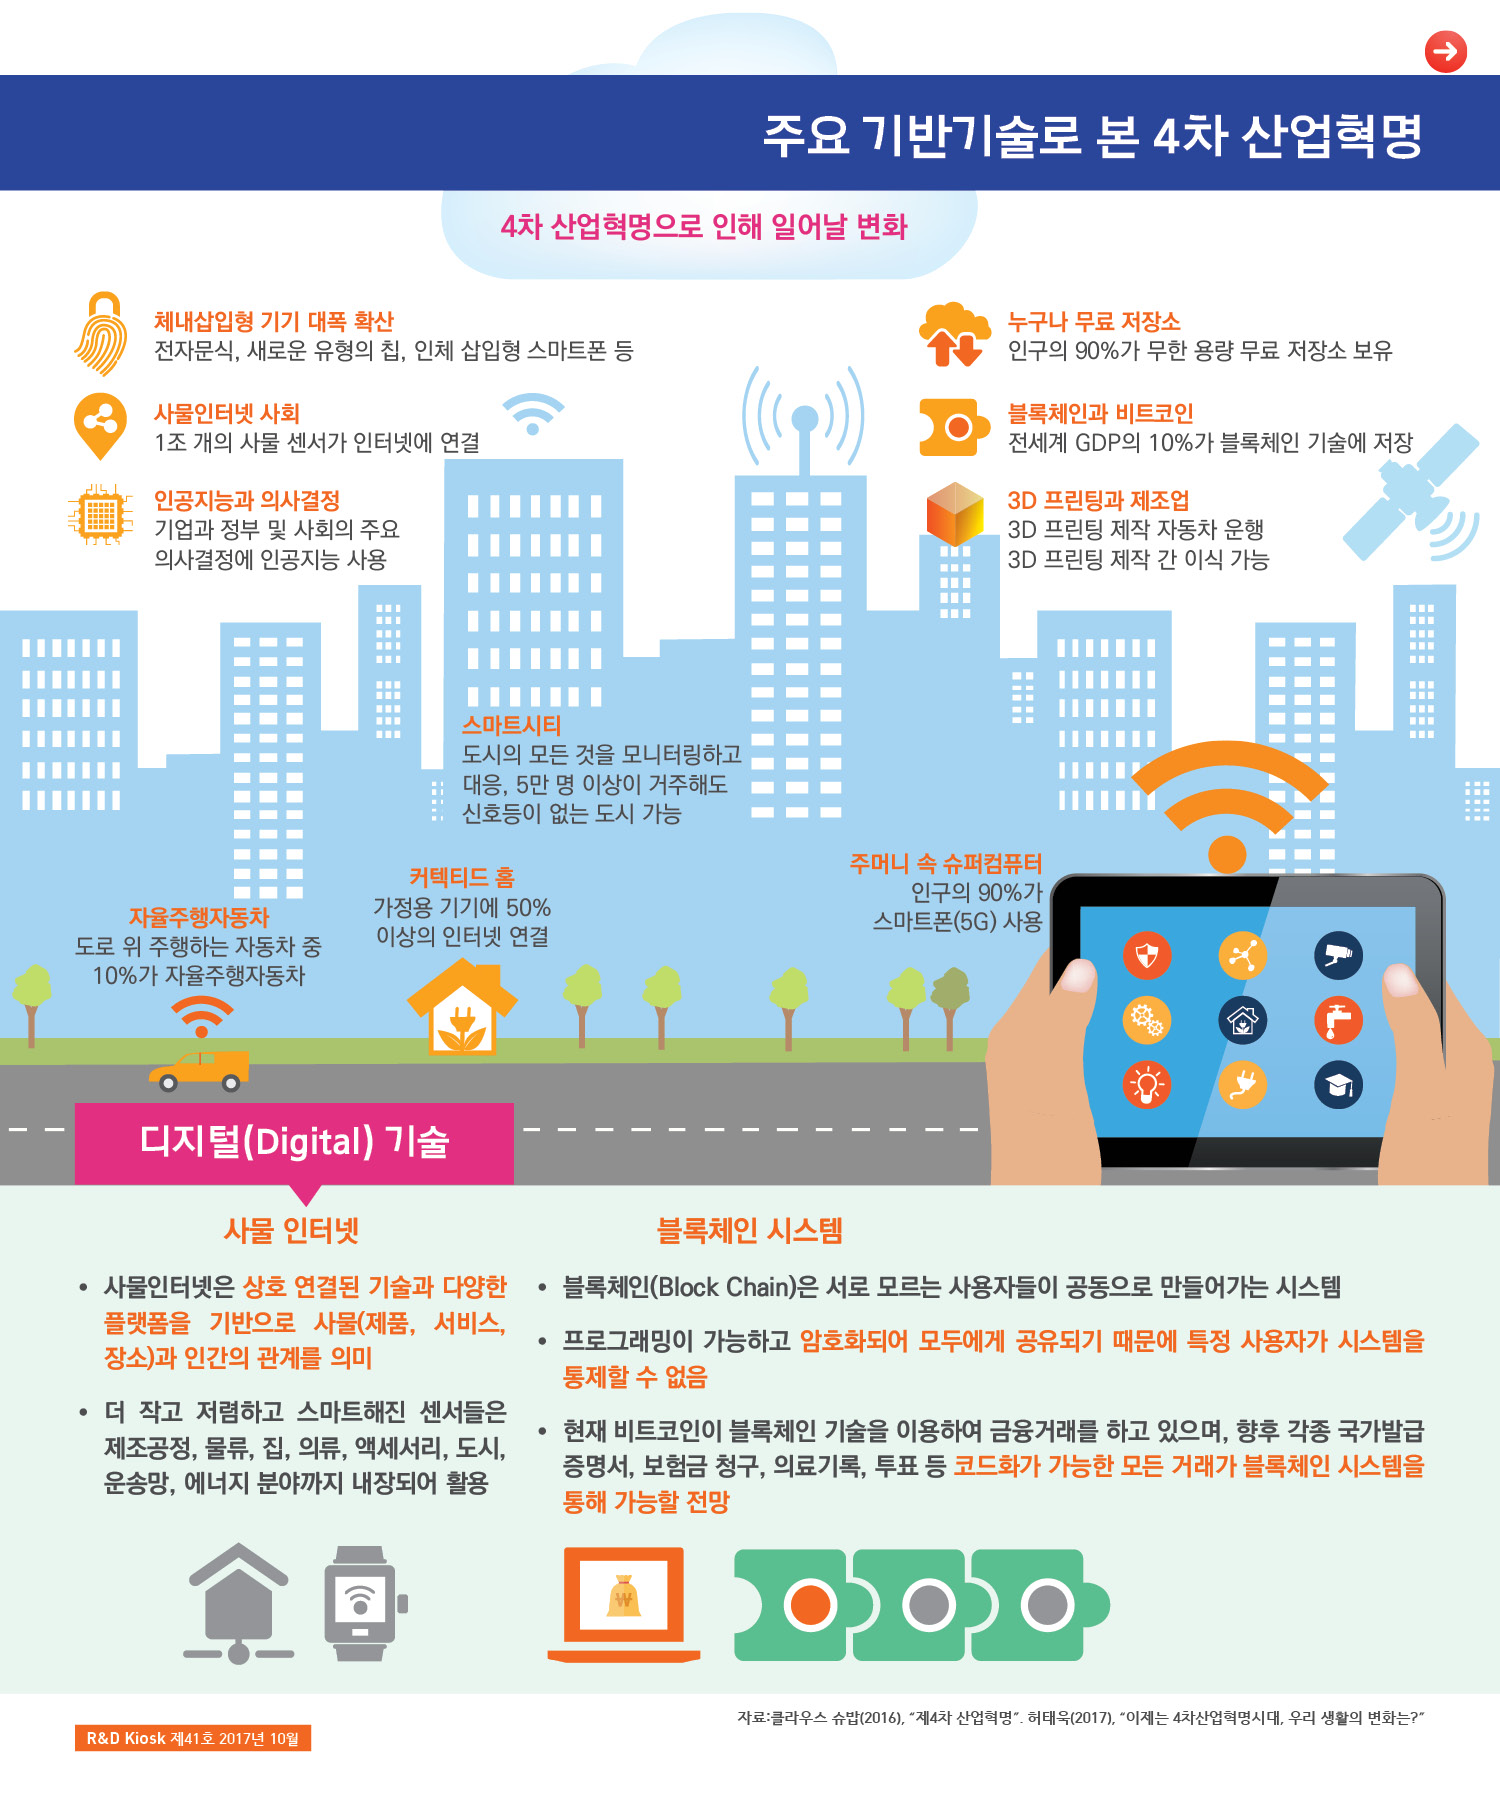 주요 기반기술로 본 4차 산업혁명
4차 산업혁명으로 인해 일어날 변화
체내삽입형 기기 대폭 확산
전자문식, 새로운 유형의 칩, 인체 삽입형 스마트폰 등
사물인터넷 사회
1조 개의 사물 센서가 인터넷에 연결
인공지능과 의사결정
기업과 정부 및 사회의 주요
의사결정에 인공지능 사용
누구나 무료 저장소
인구의 90%가 무한 용량 무료 저장소 보유
블록체인과 비트코인
전세계 GDP의 10%가 블록체인 기술에 저장
3D 프린팅과 제조업
3D 프린팅 제작 자동차 운행
3D 프린팅 제작 간 이식 가능
스마트시티
도시의 모든 것을 모니터링하고
대응, 5만 명 이상이 거주해도
신호등이 없는 도시 가능
커텍티드 홈
가정용 기기에 50%
이상의 인터넷 연결
주머니 속 슈퍼컴퓨터
인구의 90%가
스마트폰(5G) 사용
자율주행자동차
도로 위 주행하는 자동차 중
10%가 자율주행자동차
디지털(Digital) 기술
사물 인터넷
• 사물인터넷은 상호 연결된 기술과 다양한
플랫폼을 기반으로 사물(제품, 서비스,
장소)과 인간의 관계를 의미
• 더 작고 저렴하고 스마트해진 센서들은
제조공정, 물류, 집, 의류, 액세서리, 도시,
운송망, 에너지 분야까지 내장되어 활용
블록체인 시스템
• 블록체인(Block Chain)은 서로 모르는 사용자들이 공동으로 만들어가는 시스템
• 프로그래밍이 가능하고 암호화되어 모두에게 공유되기 때문에 특정 사용자가 시스템을
통제할 수 없음
• 현재 비트코인이 블록체인 기술을 이용하여 금융거래를 하고 있으며, 향후 각종 국가발급
증명서, 보험금 청구, 의료기록, 투표 등 코드화가 가능한 모든 거래가 블록체인 시스템을
통해 가능할 전망
₩
자료:클라우스 슈밥(2016), “제4차 산업혁명”. 허태욱(2017), “이제는 4차산업혁명시대, 우리 생활의 변화는?”
R&D Kiosk 제41호 2017년 10월